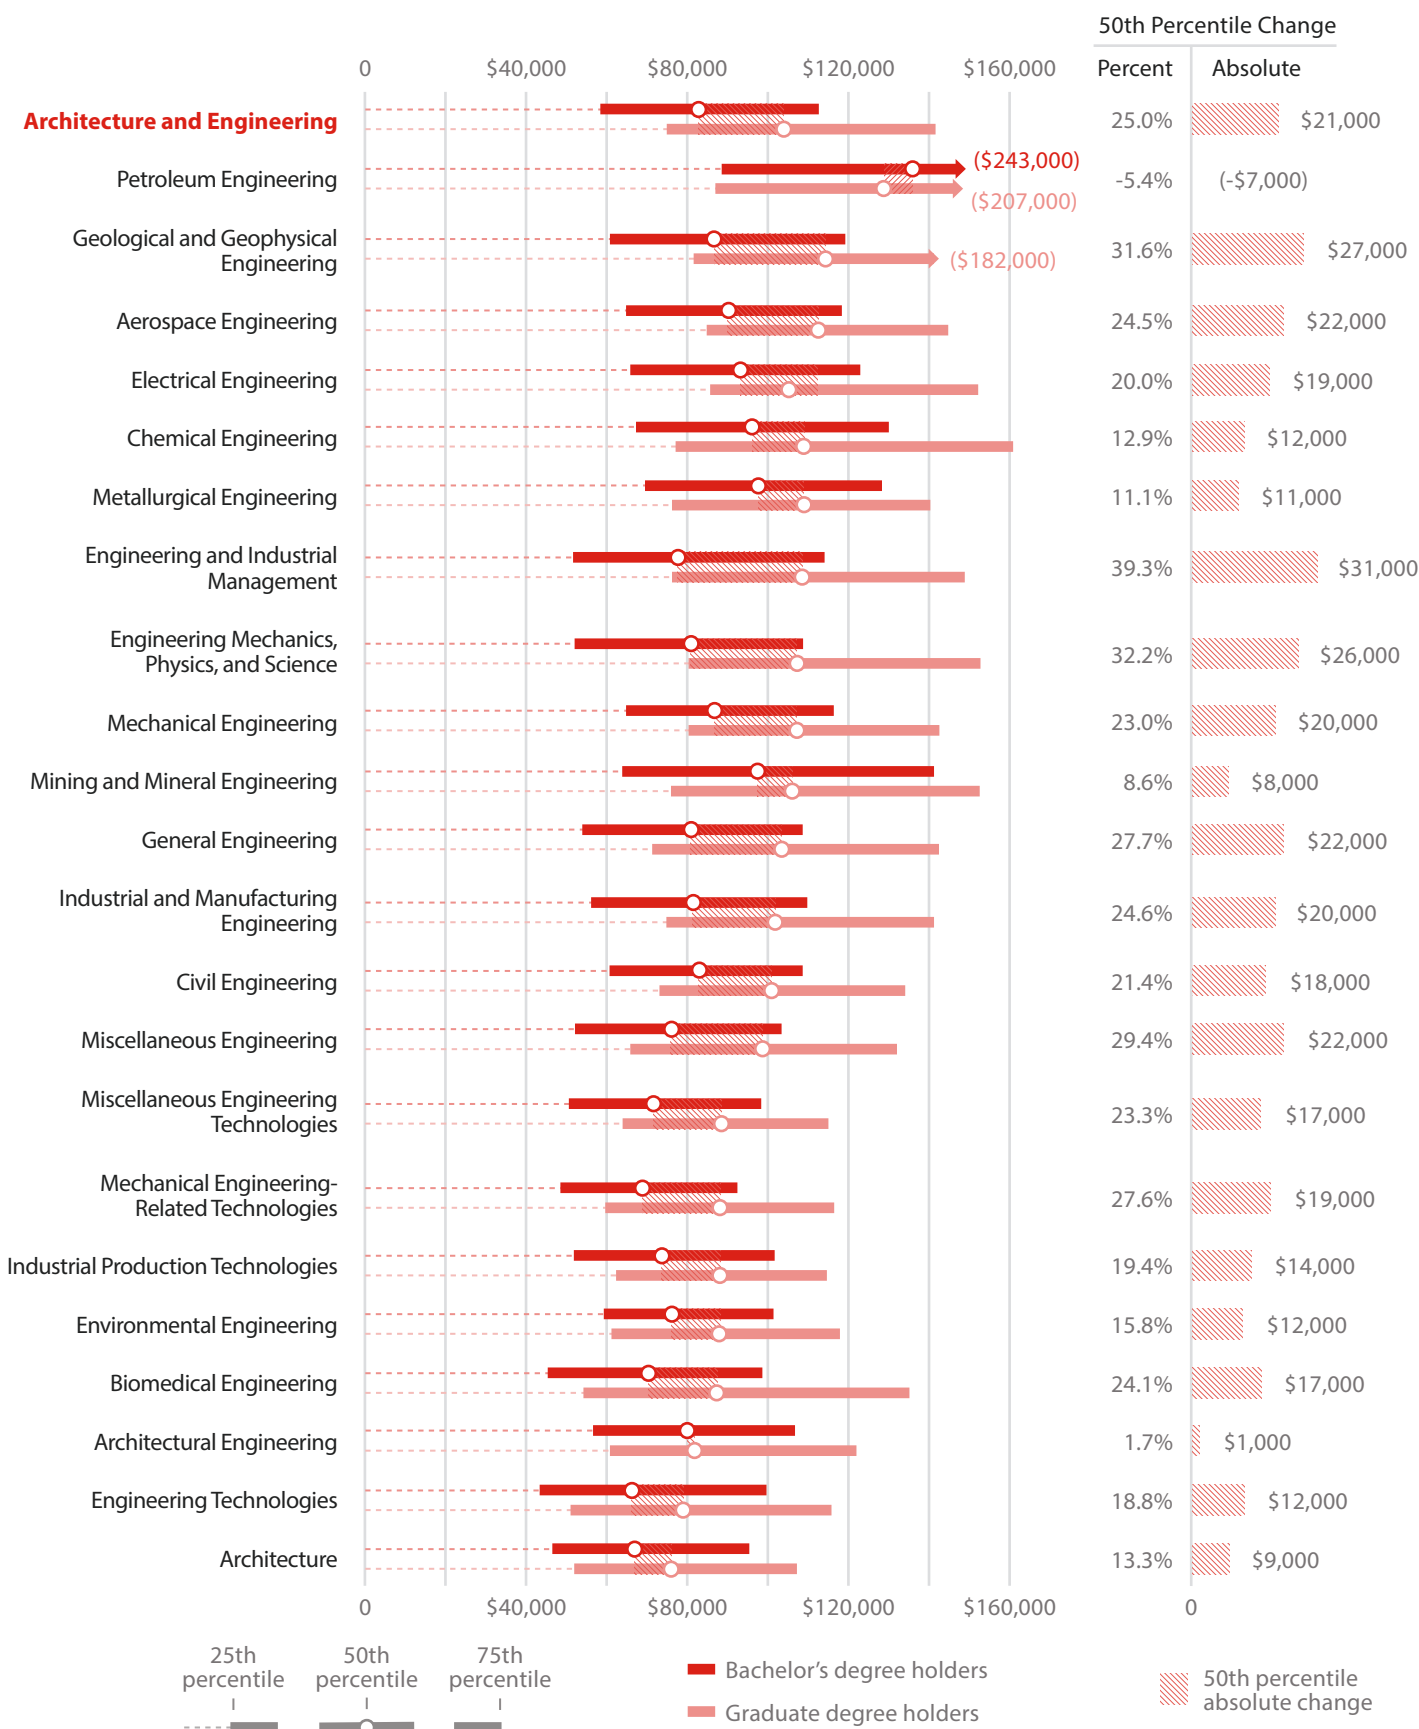 50th Percentile Change
0 $40,000 $80,000 $120,000 $160,000 Percent Absolute
Architecture and Engineering 25.0% $21,000
($243,000)
Petroleum Engineering -5.4% (-$7,000)
($207,000)
Geological and Geophysical
Engineering ($182,000) 31.6% $27,000
Aerospace Engineering 24.5% $22,000
Electrical Engineering 20.0% $19,000
Chemical Engineering 12.9% $12,000
Metallurgical Engineering 11.1% $11,000
Engineering and Industrial
Management 39.3% $31,000
Engineering Mechanics,
Physics, and Science 32.2% $26,000
Mechanical Engineering 23.0% $20,000
Mining and Mineral Engineering 8.6% $8,000
General Engineering 27.7% $22,000
Industrial and Manufacturing
Engineering 24.6% $20,000
Civil Engineering 21.4% $18,000
Miscellaneous Engineering 29.4% $22,000
Miscellaneous Engineering
Technologies 23.3% $17,000
Mechanical Engineering-
Related Technologies 27.6% $19,000
Industrial Production Technologies 19.4% $14,000
Environmental Engineering 15.8% $12,000
Biomedical Engineering 24.1% $17,000
Architectural Engineering 1.7% $1,000
Engineering Technologies 18.8% $12,000
Architecture 13.3% $9,000
0 $40,000 $80,000 $120,000 $160,000 0
25th
percentile
50th
percentile
75th
percentile
Bachelor's degree holders
Graduate degree holders
50th percentile
absolute change